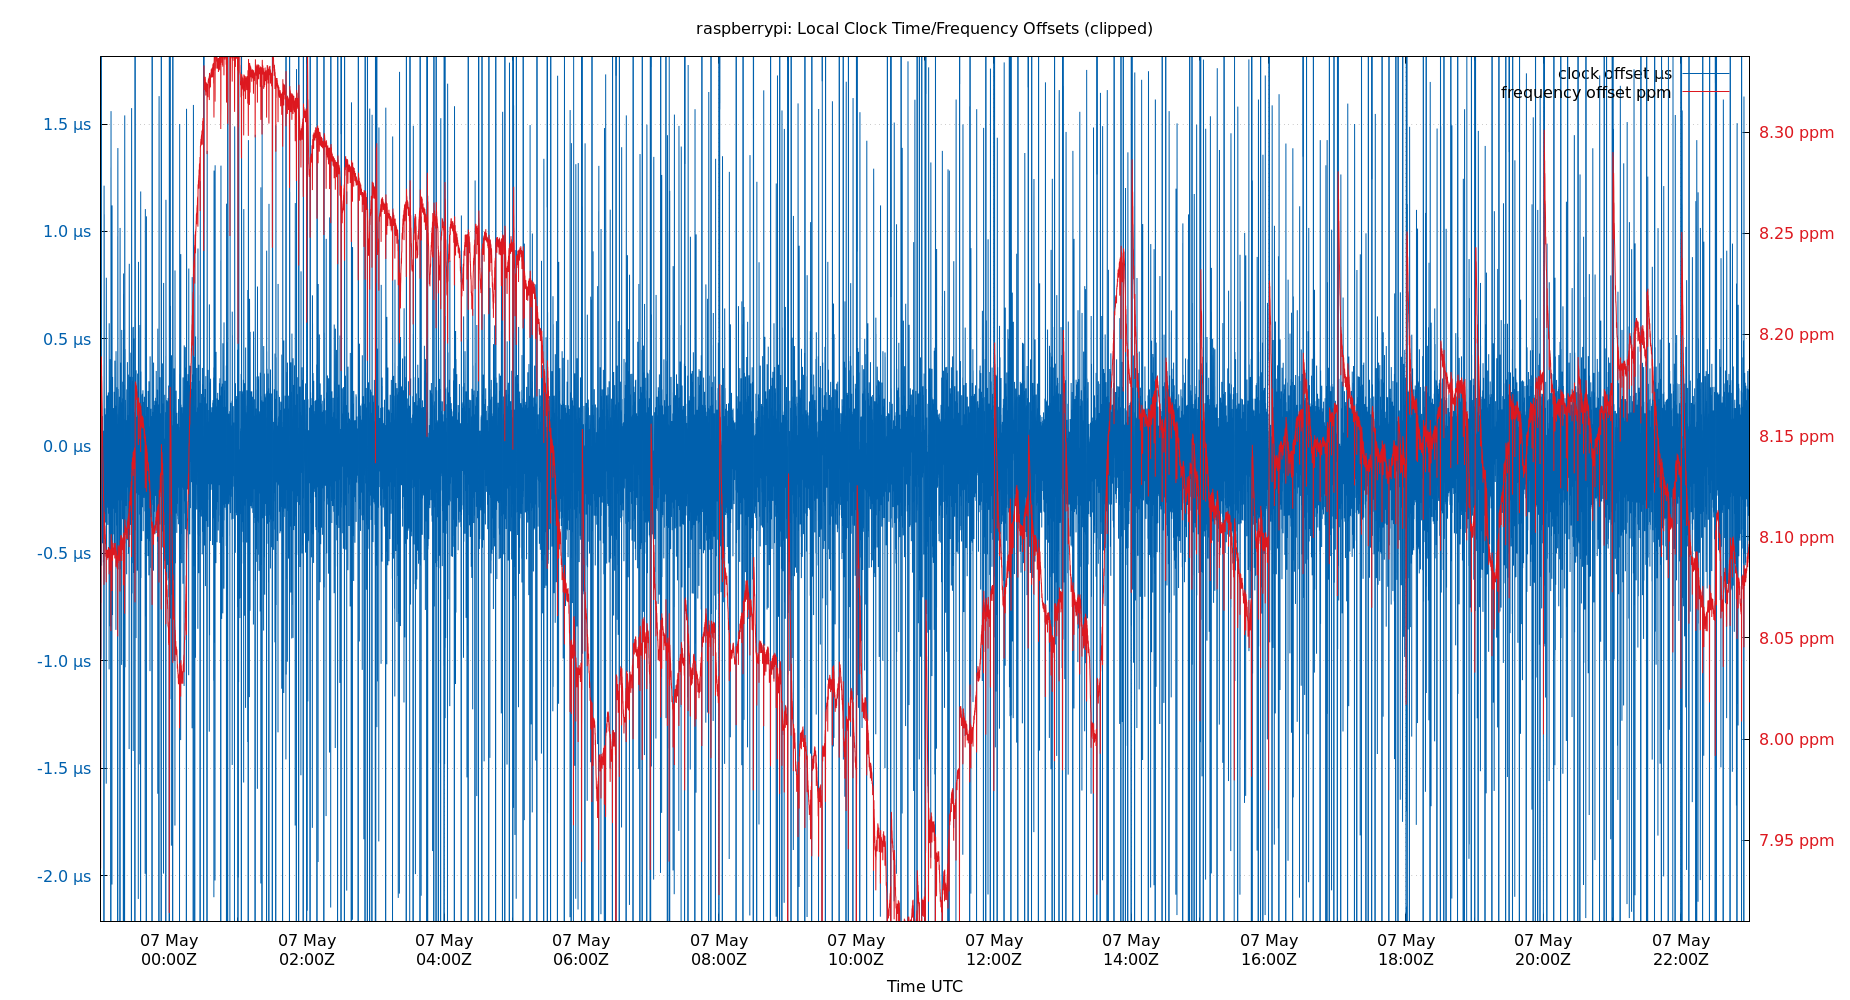 raspberrypi: Local Clock Time/Frequency Offsets (clipped)
clock offset µs
frequency offset ppm
1.5 µs
1.0 µs
0.5 µs
0.0 µs
-0.5 µs
-1.0 µs
-1.5 µs
-2.0 µs
8.30 ppm
8.25 ppm
8.20 ppm
8.15 ppm
8.10 ppm
8.05 ppm
8.00 ppm
7.95 ppm
07 May 07 May 07 May 07 May 07 May 07 May 07 May 07 May 07 May 07 May 07 May 07 May
00:00Z 02:00Z 04:00Z 06:00Z 08:00Z 10:00Z 12:00Z 14:00Z 16:00Z 18:00Z 20:00Z 22:00Z
Time UTC